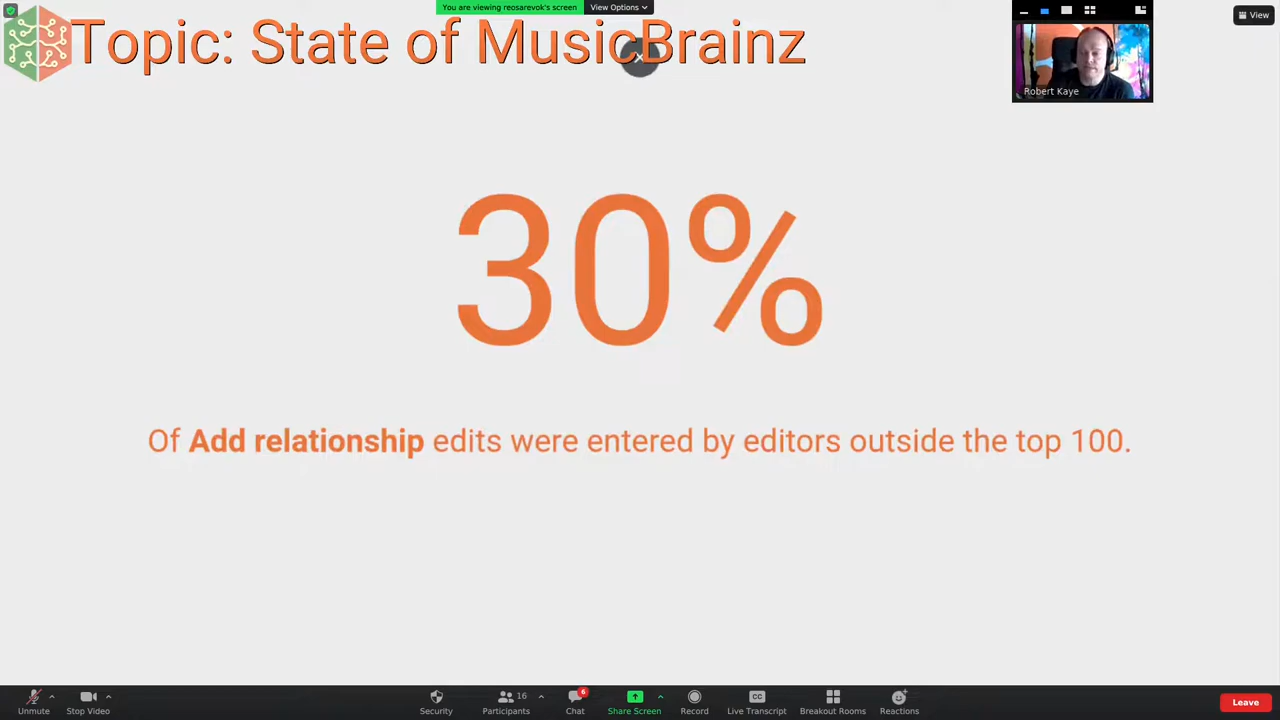 You are viewing reosarevok's screen
View Options
View
Topic: State of MusicBrainz
Robert Kaye
30%
Of Add relationship edits were entered by editors outside the top 100.
Unmute
Stop Video
Security
16
Participants
6
Chat
Share Screen
Record
CC
Live Transcript
Breakout Rooms
Reactions
Leave